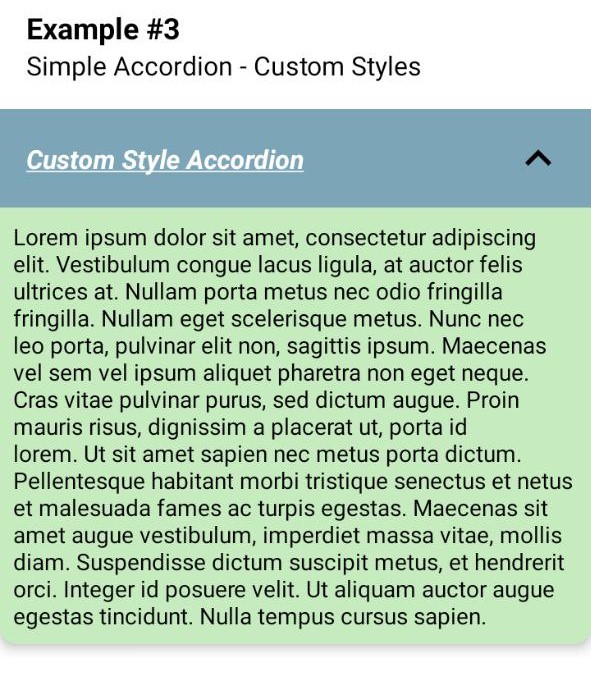 Example #3
Simple Accordion - Custom Styles
Custom Style Accordion
Lorem ipsum dolor sit amet, consectetur adipiscing
elit. Vestibulum congue lacus ligula, at auctor felis
ultrices at. Nullam porta metus nec odio fringilla
fringilla. Nullam eget scelerisque metus. Nunc nec
leo porta, pulvinar elit non, sagittis ipsum. Maecenas
vel sem vel ipsum aliquet pharetra non eget neque.
Cras vitae pulvinar purus, sed dictum augue. Proin
mauris risus, dignissim a placerat ut, porta id
lorem. Ut sit amet sapien nec metus porta dictum.
Pellentesque habitant morbi tristique senectus et netus
et malesuada fames ac turpis egestas. Maecenas sit
amet augue vestibulum, imperdiet massa vitae, mollis
diam. Suspendisse dictum suscipit metus, et hendrerit
orci. Integer id posuere velit. Ut aliquam auctor augue
egestas tincidunt. Nulla tempus cursus sapien.